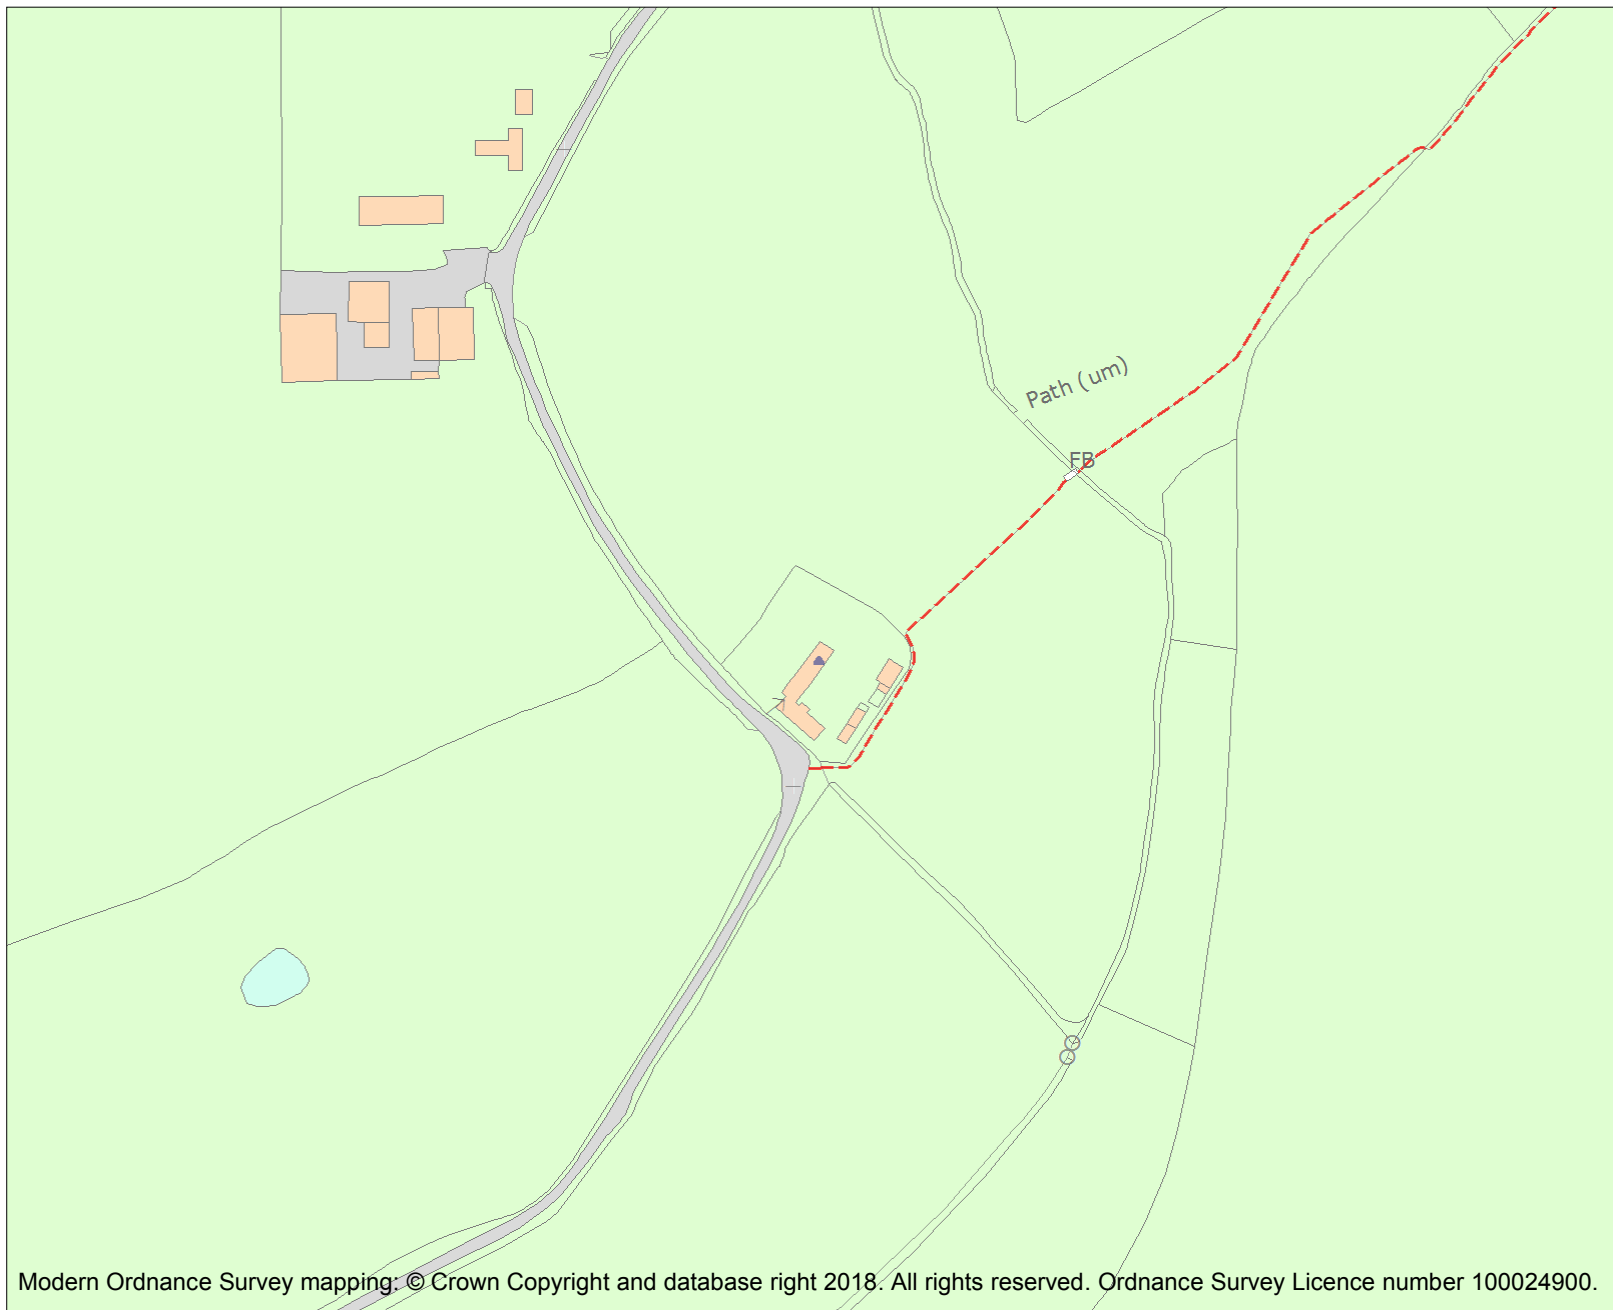 Path (um)
FB
Modern Ordnance Survey mapping: © Crown Copyright and database right 2018. All rights reserved. Ordnance Survey Licence number 100024900.